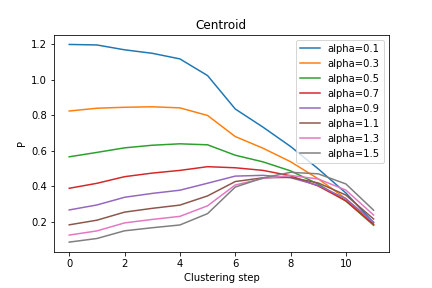 Centroid
1.2
1.0
0.8
0.6
0.4
0.2
P
alpha=0.1
alpha=0.3
alpha=0.5
alpha=0.7
alpha=0.9
alpha=1.1
alpha=1.3
alpha=1.5
0 2 4 6 8 10
Clustering step